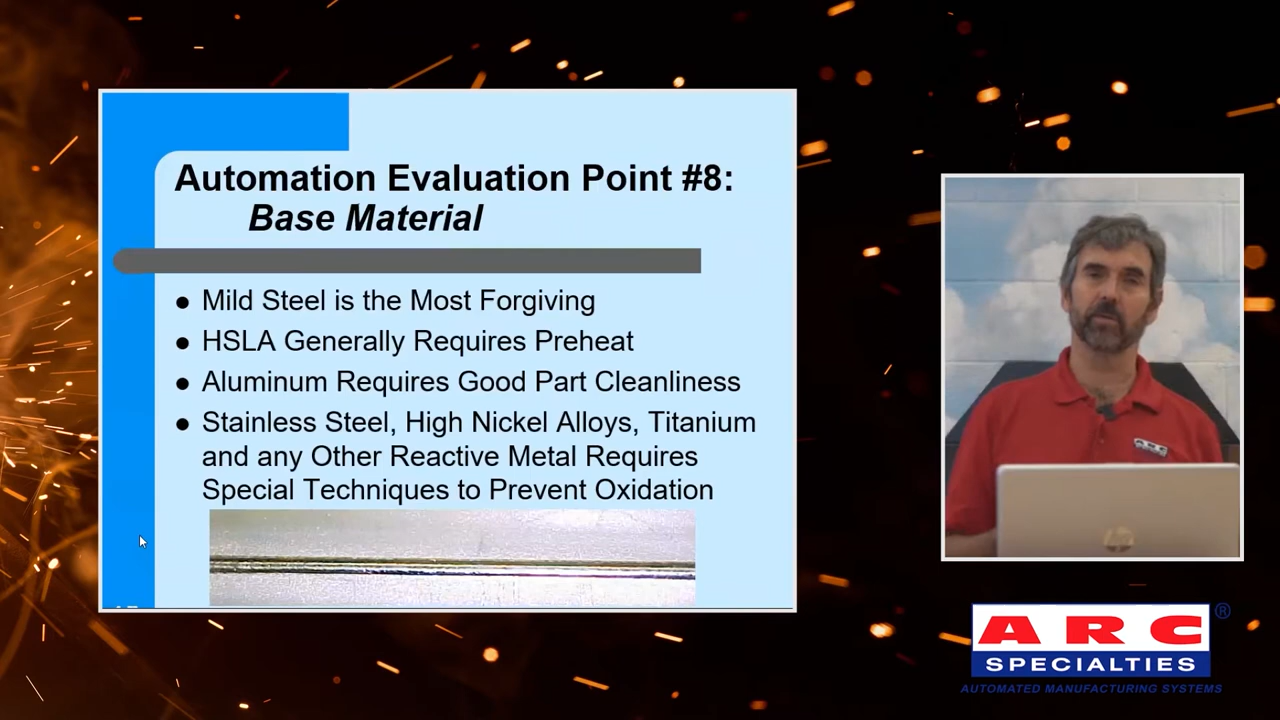 Automation Evaluation Point #8:
Base Material
● Mild Steel is the Most Forgiving
● HSLA Generally Requires Preheat
● Aluminum Requires Good Part Cleanliness
● Stainless Steel, High Nickel Alloys, Titanium
and any Other Reactive Metal Requires
Special Techniques to Prevent Oxidation
ARC
hp
ARC ®
SPECIALTIES
AUTOMATED MANUFACTURING SYSTEMS